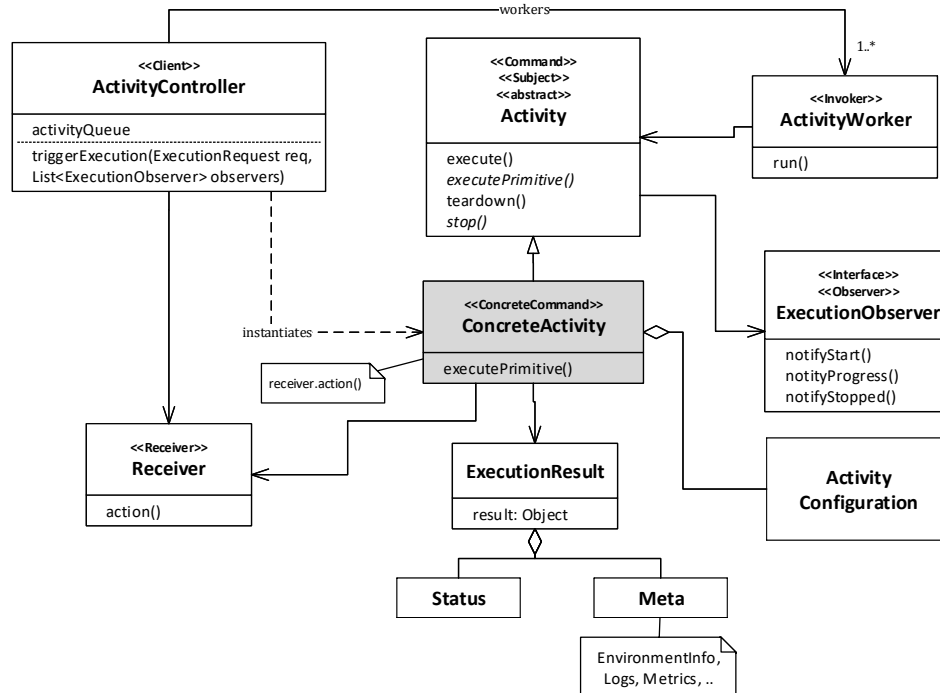 workers
1..*
<<Client>>
ActivityController
activityQueue
triggerExecution(ExecutionRequest req,
List<ExecutionObserver> observers)
<<Command>>
<<Subject>>
<<abstract>>
Activity
execute()
executePrimitive()
teardown()
stop()
<<Invoker>>
ActivityWorker
run()
<<Interface>>
<<Observer>>
ExecutionObserver
notifyStart()
notityProgress()
notifyStopped()
instantiates
<<ConcreteCommand>>
ConcreteActivity
executePrimitive()
receiver.action()
<<Receiver>>
Receiver
action()
ExecutionResult
result: Object
Activity
Configuration
Status
Meta
EnvironmentInfo,
Logs, Metrics, ..